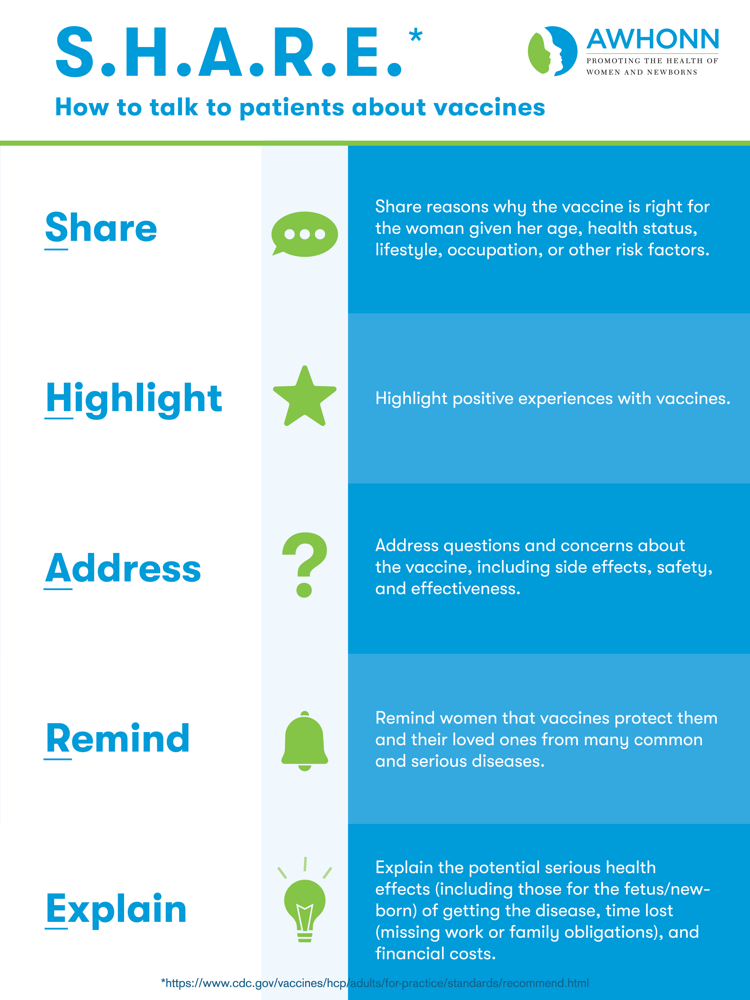 S.H.A.R.E.*
AWHONN
PROMOTING THE HEALTH OF
WOMEN AND NEWBORNS
How to talk to patients about vaccines
Share
Share reasons why the vaccine is right for
the woman given her age, health status,
lifestyle, occupation, or other risk factors.
Highlight
Highlight positive experiences with vaccines.
Address
Address questions and concerns about
the vaccine, including side effects, safety,
and effectiveness.
Remind
Remind women that vaccines protect them
and their loved ones from many common
and serious diseases.
Explain
Explain the potential serious health
effects (including those for the fetus/new-
born) of getting the disease, time lost
(missing work or family obligations), and
financial costs.
*https://www.cdc.gov/vaccines/hcp/adults/for-practice/standards/recommend.html